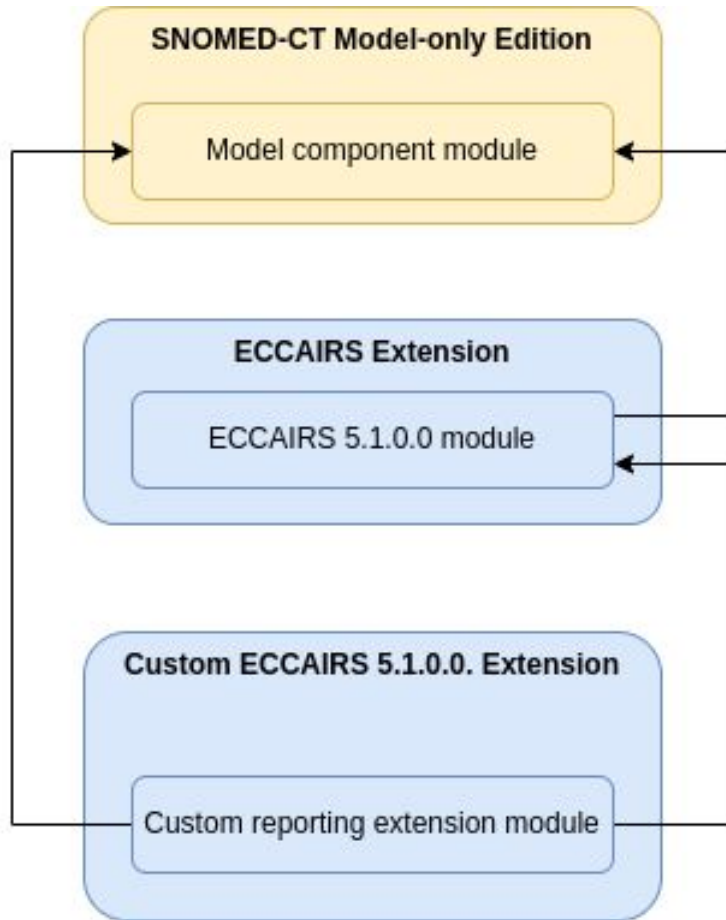 SNOMED-CT Model-only Edition
Model component module
ECCAIRS Extension
ECCAIRS 5.1.0.0 module
Custom ECCAIRS 5.1.0.0. Extension
Custom reporting extension module